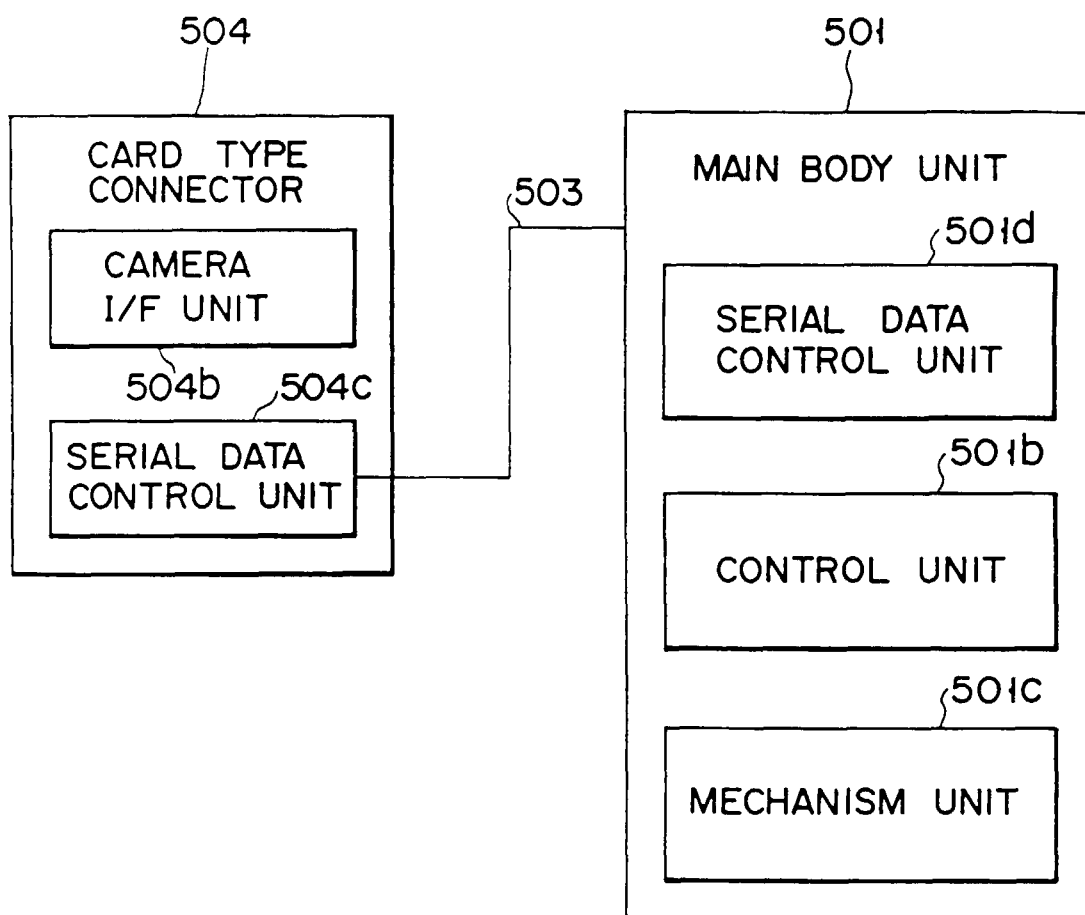 504
CARD TYPE
CONNECTOR
CAMERA
I/F UNIT
504b
504c
SERIAL DATA
CONTROL UNIT
503
501
MAIN BODY UNIT
501d
SERIAL DATA
CONTROL UNIT
501b
CONTROL UNIT
501c
MECHANISM UNIT